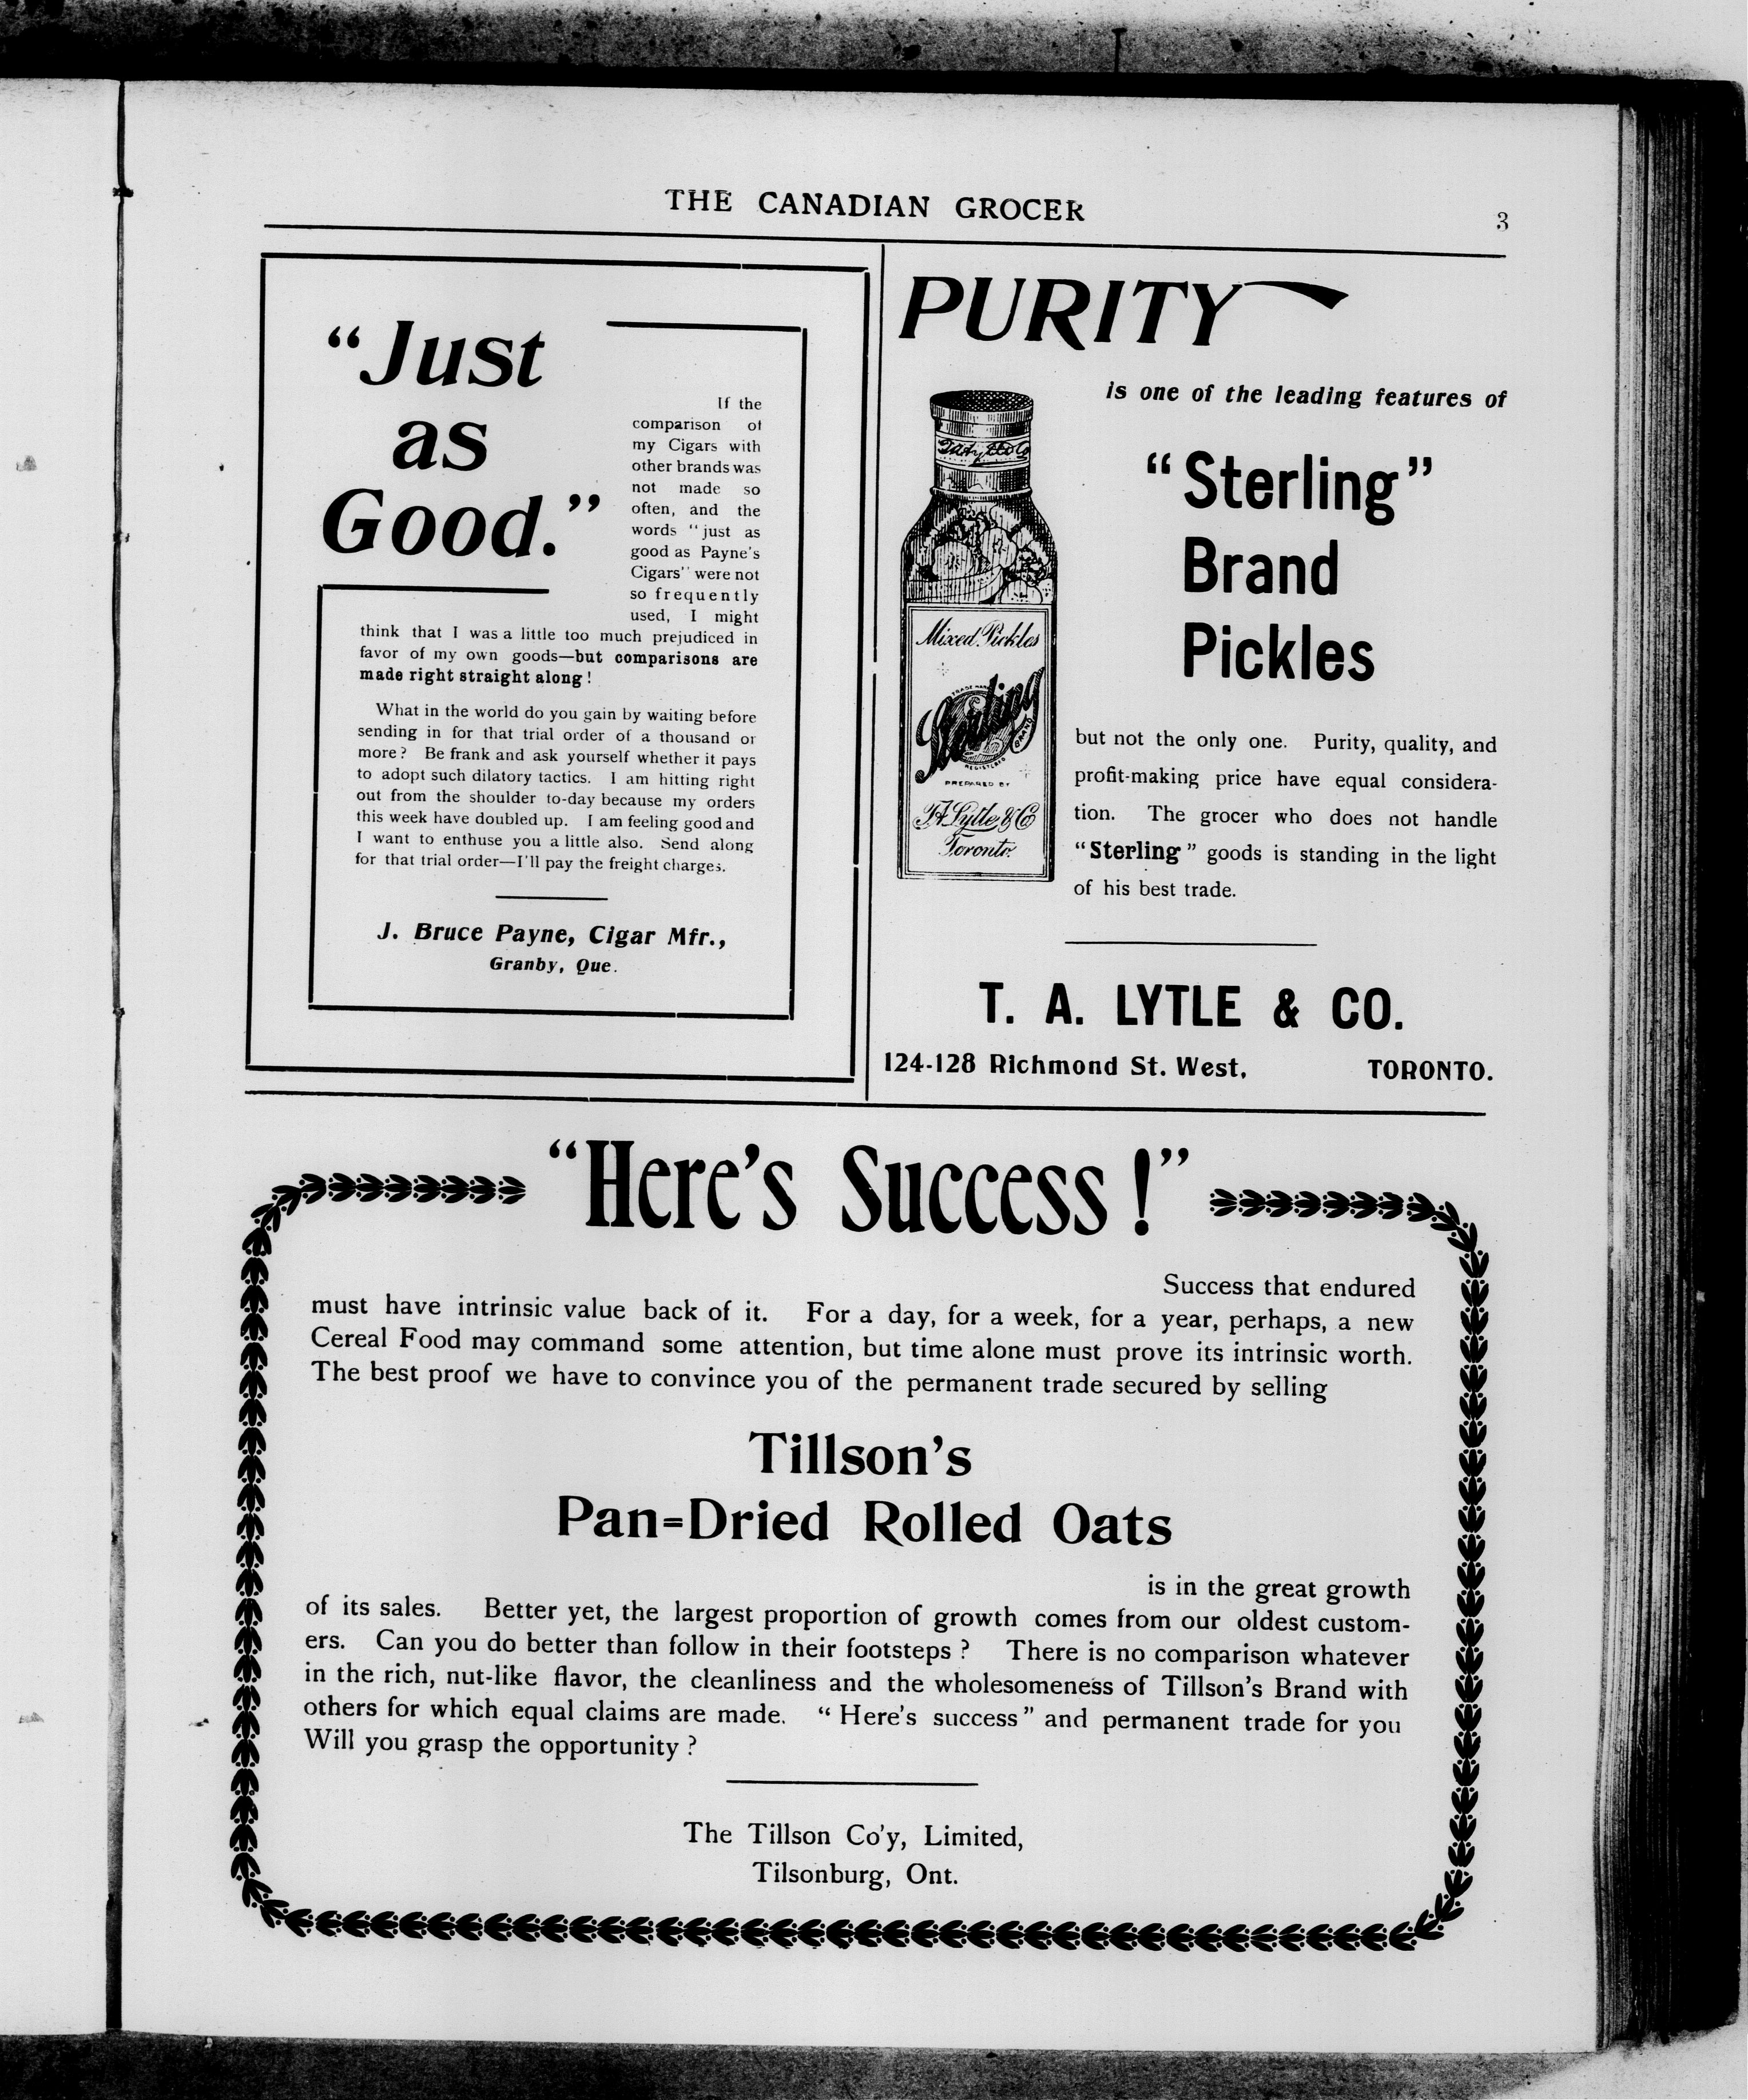 THE CANADIAN GROCER
3
“Just
as
Good.”
If the
comparison of
my Cigars with
other brands was
not made so
often, and the
words “just as
good as Payne's
Cigars” were not
so frequently
used, I might
think that I was a little too much prejudiced in
favor of my own goods—but comparisons are
made right straight along!
What in the world do you gain by waiting before
sending in for that trial order of a thousand or
more? Be frank and ask yourself whether it pays
to adopt such dilatory tactics. I am hitting right
out from the shoulder to-day because my orders
this week have doubled up. I am feeling good and
I want to enthuse you a little also. Send along
for that trial order—I'll pay the freight charges.
J. Bruce Payne, Cigar Mfr.,
Granby, Que.
PURITY
is one of the leading features of
“Sterling”
Brand
Pickles
Mixed Pickles
TRADE MARK
Sterling
BRAND
REGISTERED
PREPARED BY
T.A. Lytle & Co
Toronto.
but not the only one. Purity, quality, and
profit-making price have equal considera-
tion. The grocer who does not handle
“Sterling” goods is standing in the light
of his best trade.
T. A. LYTLE & CO.
124-128 Richmond St. West, TORONTO.
“Here's Success!”
Success that endured
must have intrinsic value back of it. For a day, for a week, for a year, perhaps, a new
Cereal Food may command some attention, but time alone must prove its intrinsic worth.
The best proof we have to convince you of the permanent trade secured by selling
Tillson's
Pan-Dried Rolled Oats
is in the great growth
of its sales. Better yet, the largest proportion of growth comes from our oldest custom-
ers. Can you do better than follow in their footsteps? There is no comparison whatever
in the rich, nut-like flavor, the cleanliness and the wholesomeness of Tillson's Brand with
others for which equal claims are made. “Here's success” and permanent trade for you
Will you grasp the opportunity?
The Tillson Co'y, Limited,
Tilsonburg, Ont.